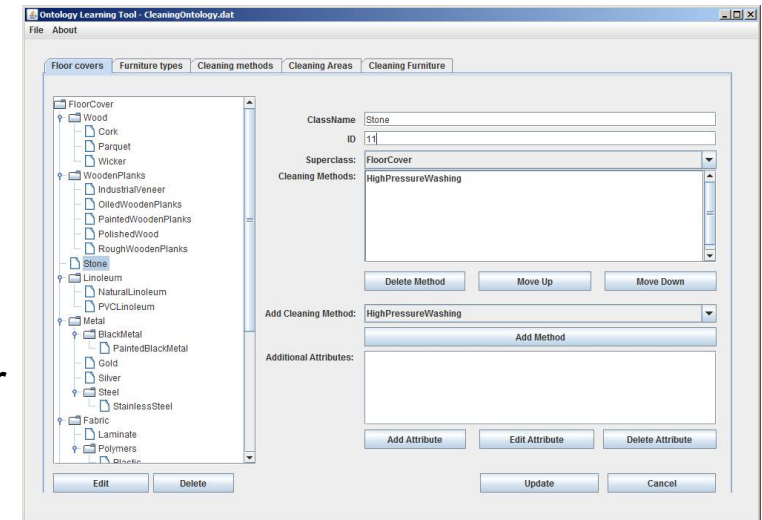 Ontology Learning Tool - CleaningOntology.dat
File About
Floor covers Furniture types Cleaning methods Cleaning Areas Cleaning Furniture
FloorCover
Wood
Cork
Parquet
Wicker
WoodenPlanks
IndustrialVeneer
OiledWoodenPlanks
PaintedWoodenPlanks
PolishedWood
RoughWoodenPlanks
Stone
Linoleum
NaturalLinoleum
PVCLinoleum
Metal
BlackMetal
PaintedBlackMetal
Gold
Silver
Steel
StainlessSteel
Fabric
Laminate
Polymers
Plastic
Edit Delete
ClassName Stone
ID 11
Superclass: FloorCover
Cleaning Methods: HighPressureWashing
Delete Method Move Up Move Down
Add Cleaning Method: HighPressureWashing
Add Method
Additional Attributes:
Add Attribute Edit Attribute Delete Attribute
Update Cancel
r